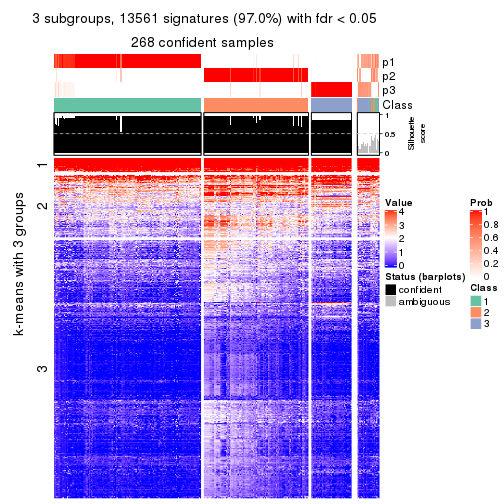 3 subgroups, 13561 signatures (97.0%) with fdr < 0.05
268 confident samples
p1
p2
p3
Class
1
0.5
0
Silhouette
score
k-means with 3 groups
1
2
3
Value
4
3
2
1
0
Status (barplots)
confident
ambiguous
Prob
1
0.8
0.6
0.4
0.2
0
Class
1
2
3